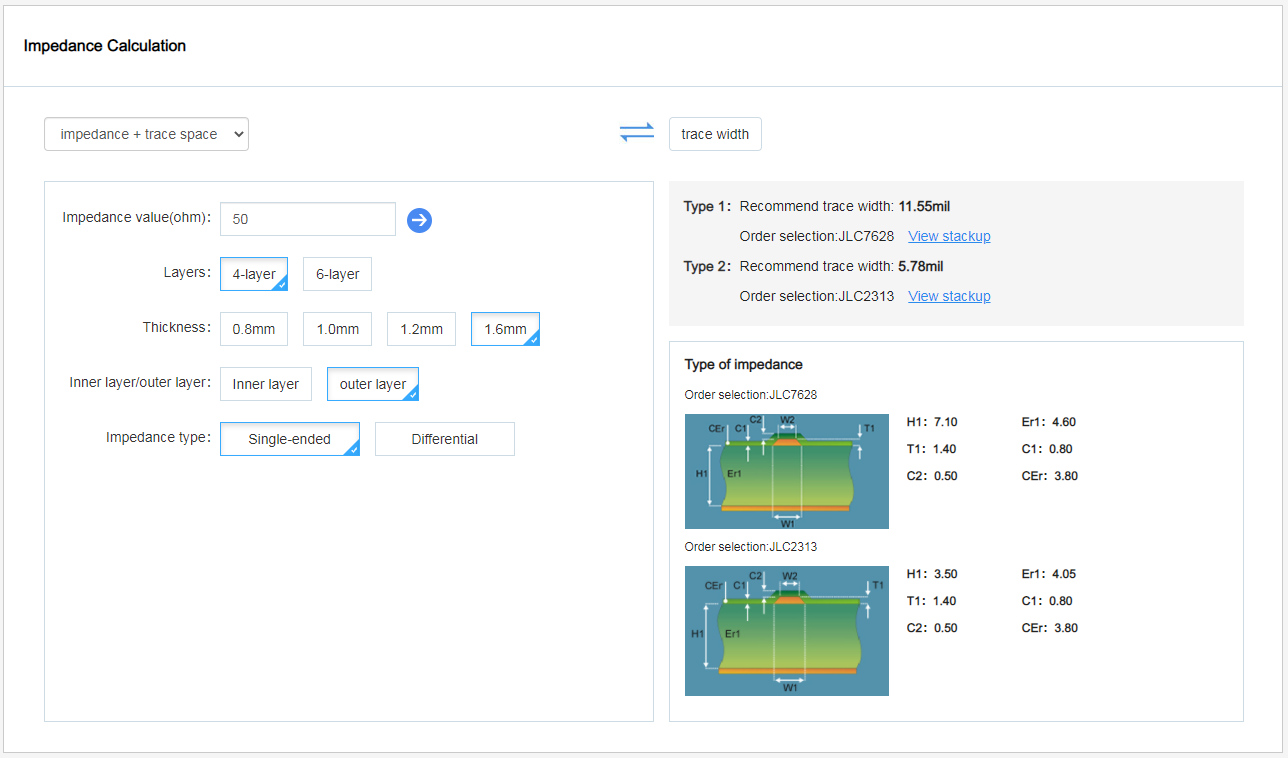 Impedance Calculation
impedance + trace space
trace width
Impedance value(ohm):
50
Layers:
4-layer
6-layer
Thickness:
0.8mm
1.0mm
1.2mm
1.6mm
Inner layer/outer layer:
Inner layer
outer layer
Impedance type:
Single-ended
Differential
Type 1: Recommend trace width: 11.55mil
Order selection:JLC7628 View stackup
Type 2: Recommend trace width: 5.78mil
Order selection:JLC2313 View stackup
Type of impedance
Order selection:JLC7628
CEr C1 C2 W2 T1
H1 Er1
W1
H1: 7.10 Er1: 4.60
T1: 1.40 C1: 0.80
C2: 0.50 CEr: 3.80
Order selection:JLC2313
CEr C1 C2 W2 T1
H1 Er1
W1
H1: 3.50 Er1: 4.05
T1: 1.40 C1: 0.80
C2: 0.50 CEr: 3.80